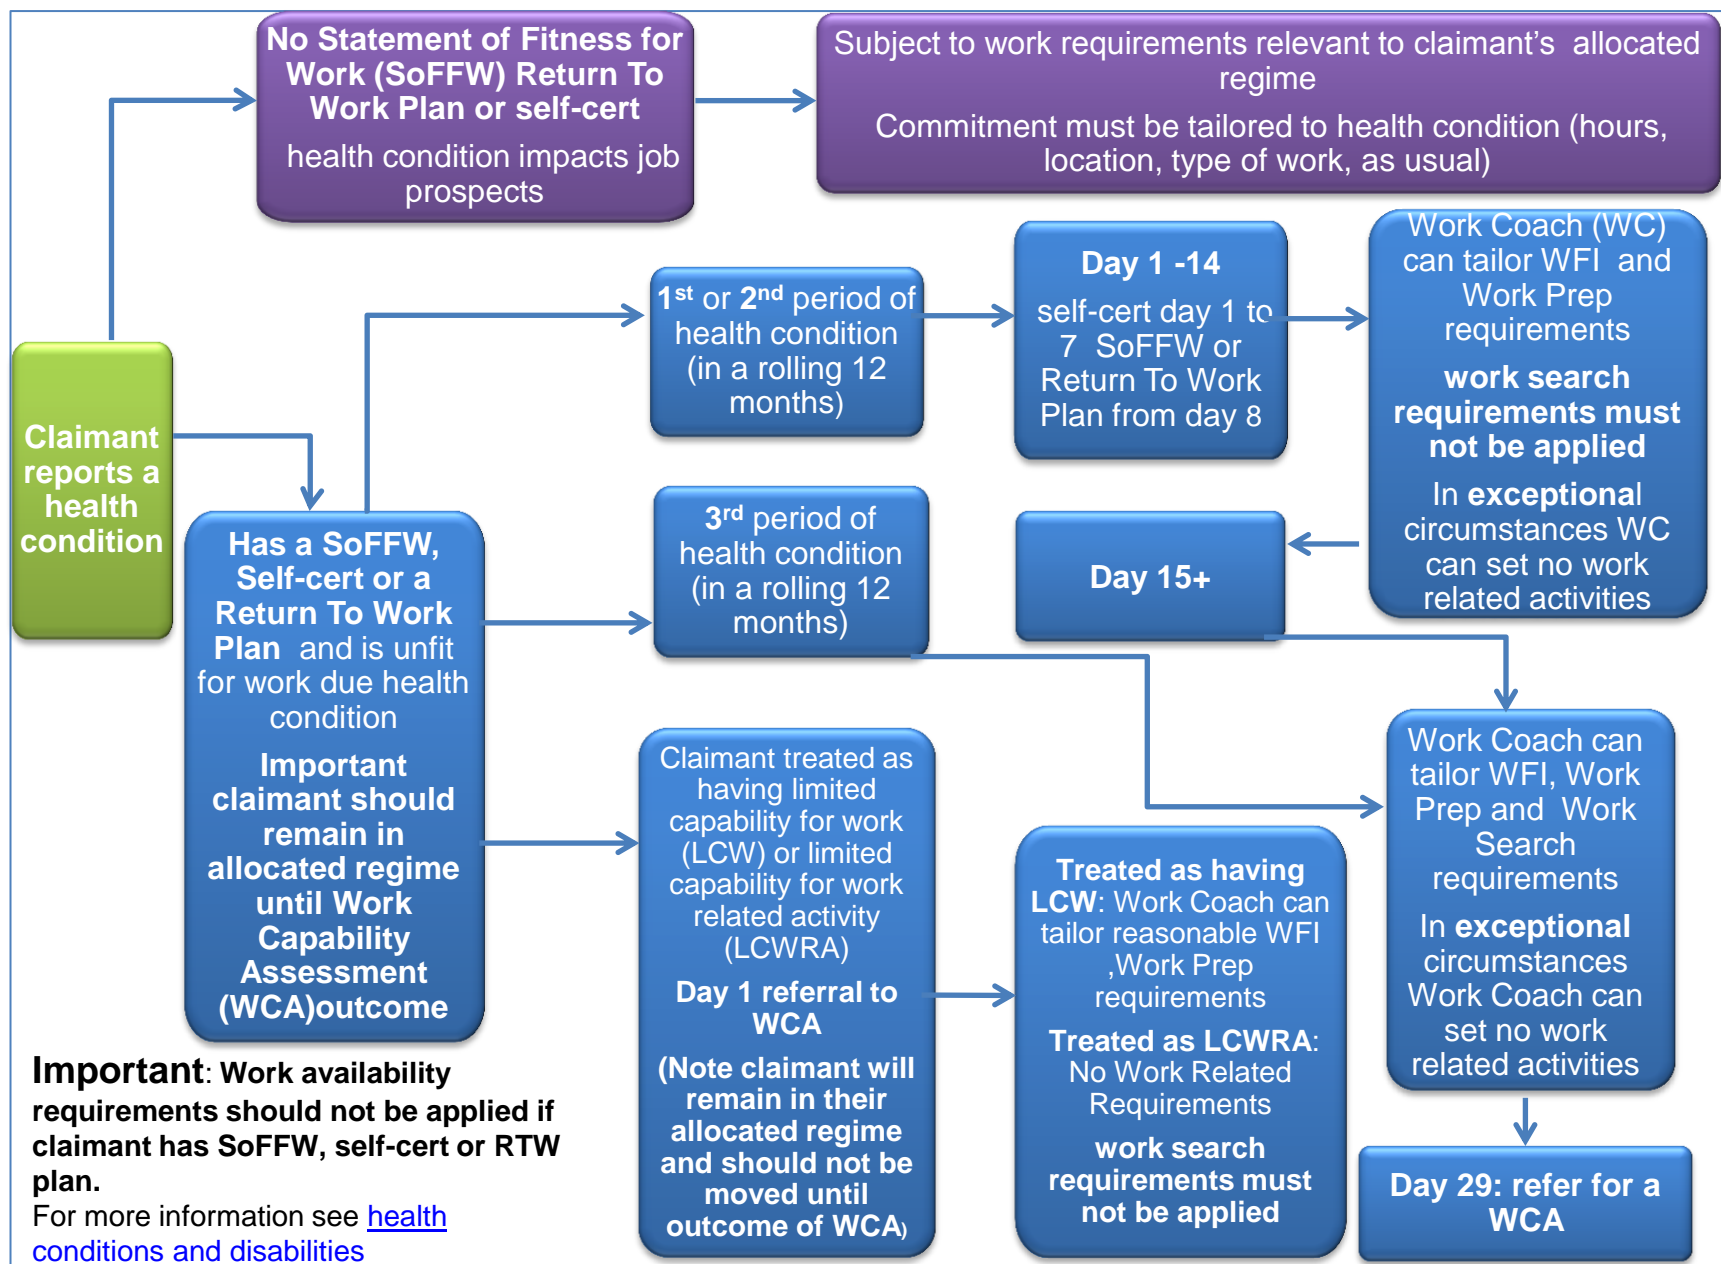 No Statement of Fitness for
Work (SoFFW) Return To
Work Plan or self-cert
health condition impacts job
prospects
Subject to work requirements relevant to claimant's allocated
regime
Commitment must be tailored to health condition (hours,
location, type of work, as usual)
Claimant
reports a
health
condition
Has a SoFFW,
Self-cert or a
Return To Work
Plan and is unfit
for work due health
condition
Important
claimant should
remain in
allocated regime
until Work
Capability
Assessment
(WCA)outcome
1st or 2nd period of
health condition
(in a rolling 12
months)
Day 1 -14
self-cert day 1 to
7 SoFFW or
Return To Work
Plan from day 8
Work Coach (WC)
can tailor WFI and
Work Prep
requirements
work search
requirements must
not be applied
In exceptional
circumstances WC
can set no work
related activities
3rd period of
health condition
(in a rolling 12
months)
Day 15+
Work Coach can
tailor WFI, Work
Prep and Work
Search
requirements
In exceptional
circumstances
Work Coach can
set no work
related activities
Day 29: refer for a
WCA
Claimant treated as
having limited
capability for work
(LCW) or limited
capability for work
related activity
(LCWRA)
Day 1 referral to
WCA
(Note claimant will
remain in their
allocated regime
and should not be
moved until
outcome of WCA)
Treated as having
LCW: Work Coach can
tailor reasonable WFI
,Work Prep
requirements
Treated as LCWRA:
No Work Related
Requirements
work search
requirements must
not be applied
Important: Work availability
requirements should not be applied if
claimant has SoFFW, self-cert or RTW
plan.
For more information see health
conditions and disabilities